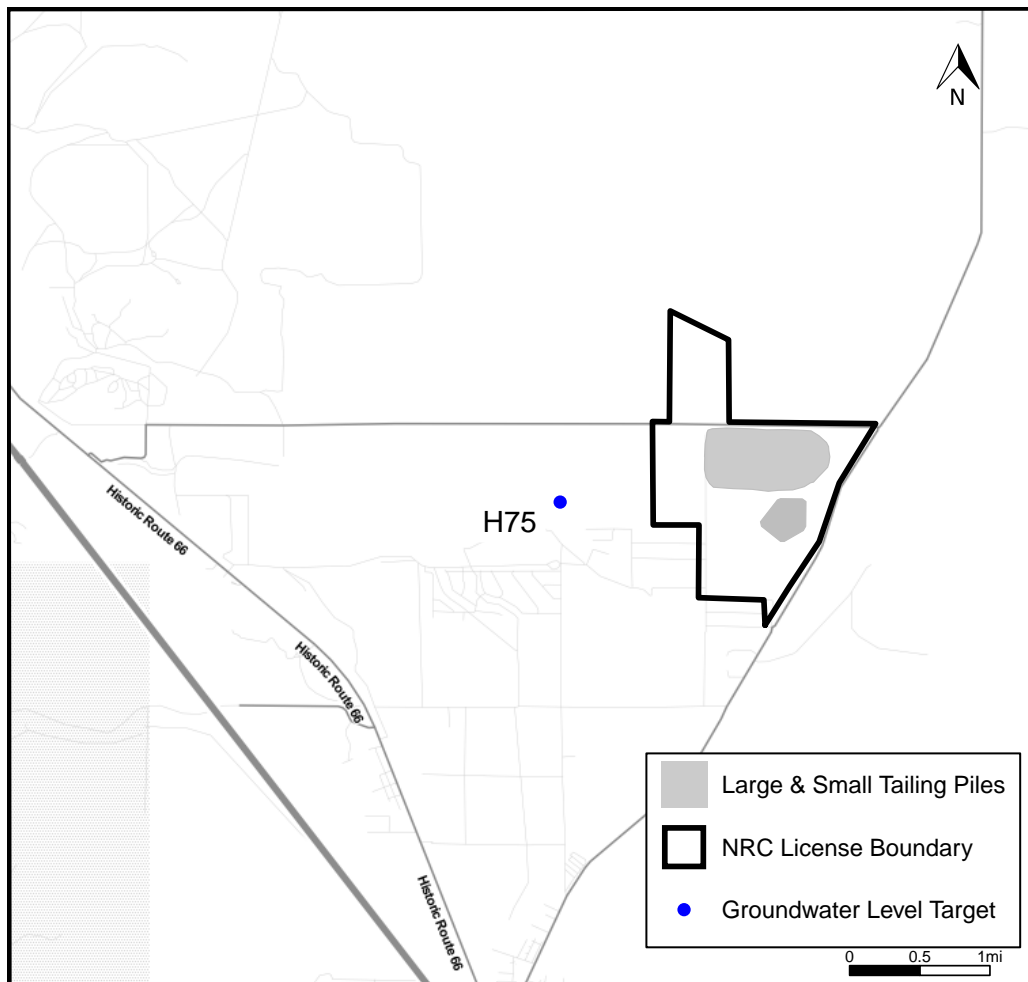 N
Historic Route 66
H75
Historic Route 66
Large & Small Tailing Piles
NRC License Boundary
Historic Route 66
Groundwater Level Target
0 0.5 1mi